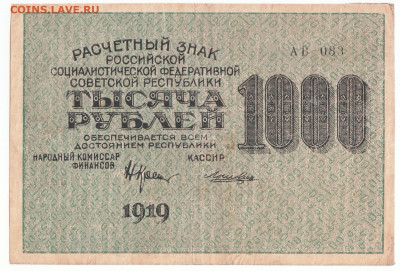 COINS.LAVE.RU
РАСЧЕТНЫЙ ЗНАК
РОССИЙСКОЙ
СОЦИАЛИСТИЧЕСКОЙ ФЕДЕРАТИВНОЙ
СОВЕТСКОЙ РЕСПУБЛИКИ
ТЫСЯЧА
РУБЛЕЙ
ОБЕСПЕЧИВАЕТСЯ ВСЕМ
ДОСТОЯНИЕМ РЕСПУБЛИКИ
НАРОДНЫЙ КОМИССАР
ФИНАНСОВ
КАССИР
1919
АВ 083
1000